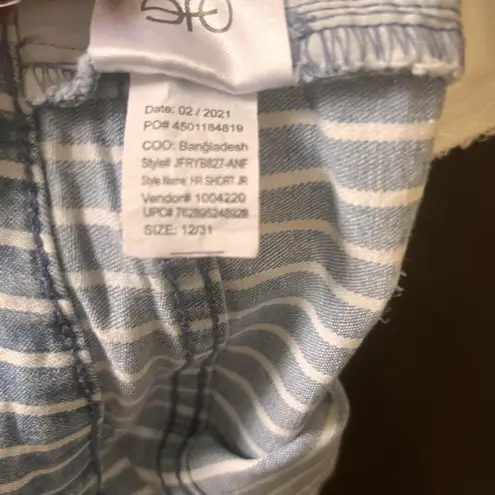 Date: 02 / 2021
PO# 4501184819
COO: Bangladesh
Style# JFRYB827-ANF
Style Name: HR SHORT JR
Vendor# 1004220
UPC# 762895248928
SIZE: 12/31